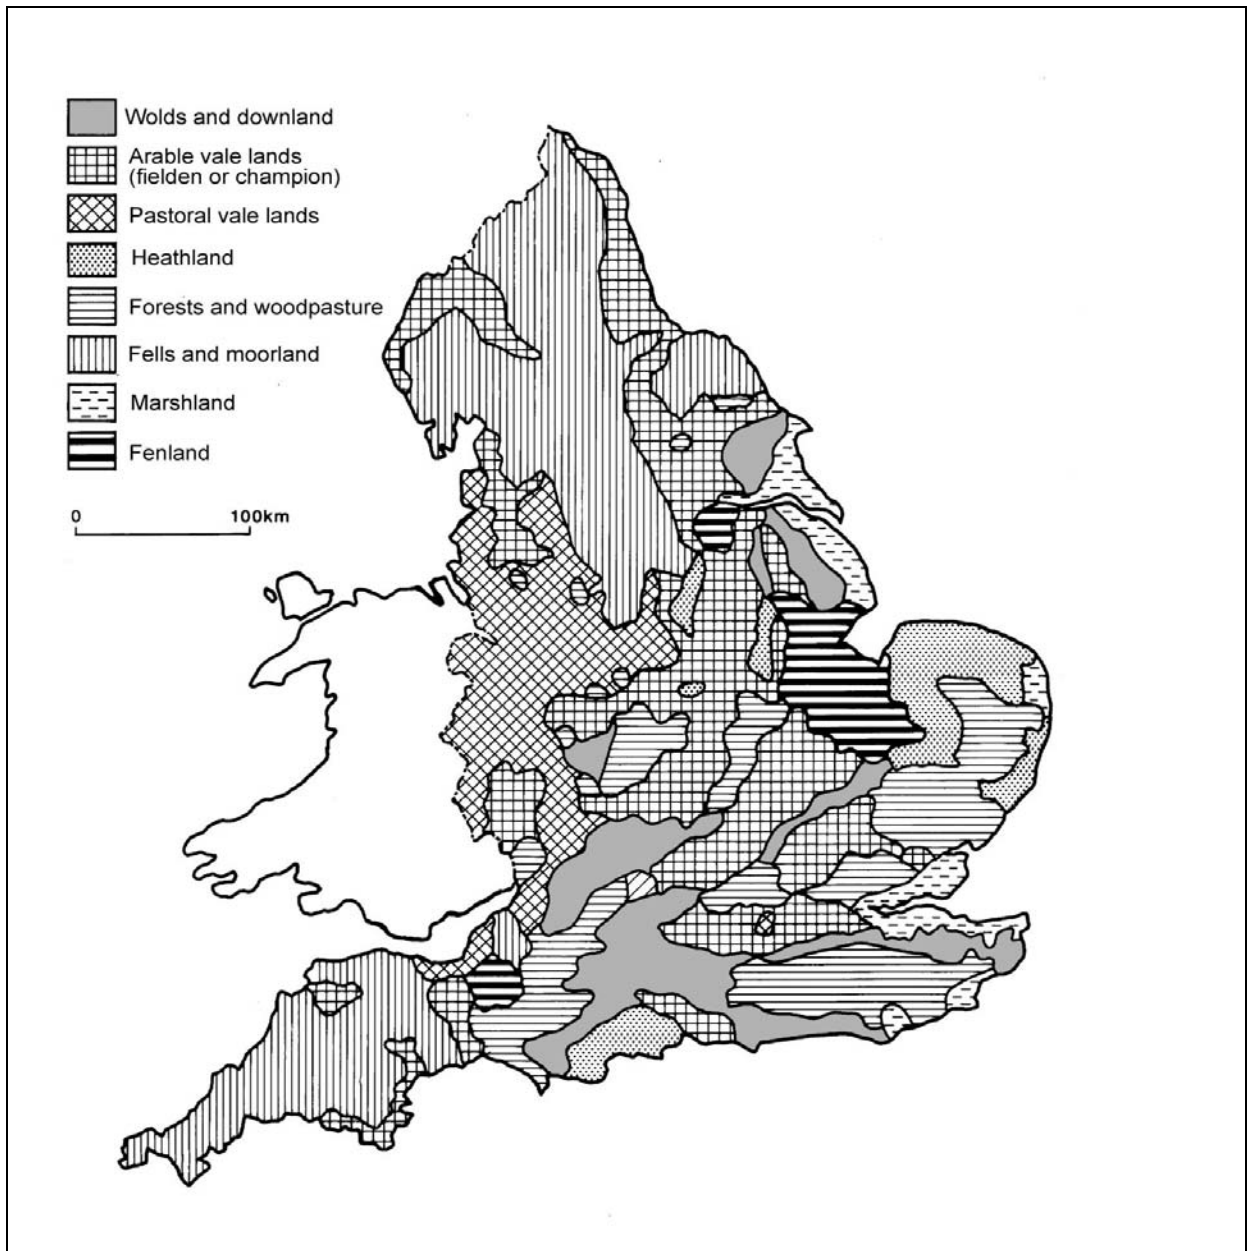 Wolds and downland
Arable vale lands
(fielden or champion)
Pastoral vale lands
Heathland
Forests and woodpasture
Fells and moorland
Marshland
Fenland
0 100km